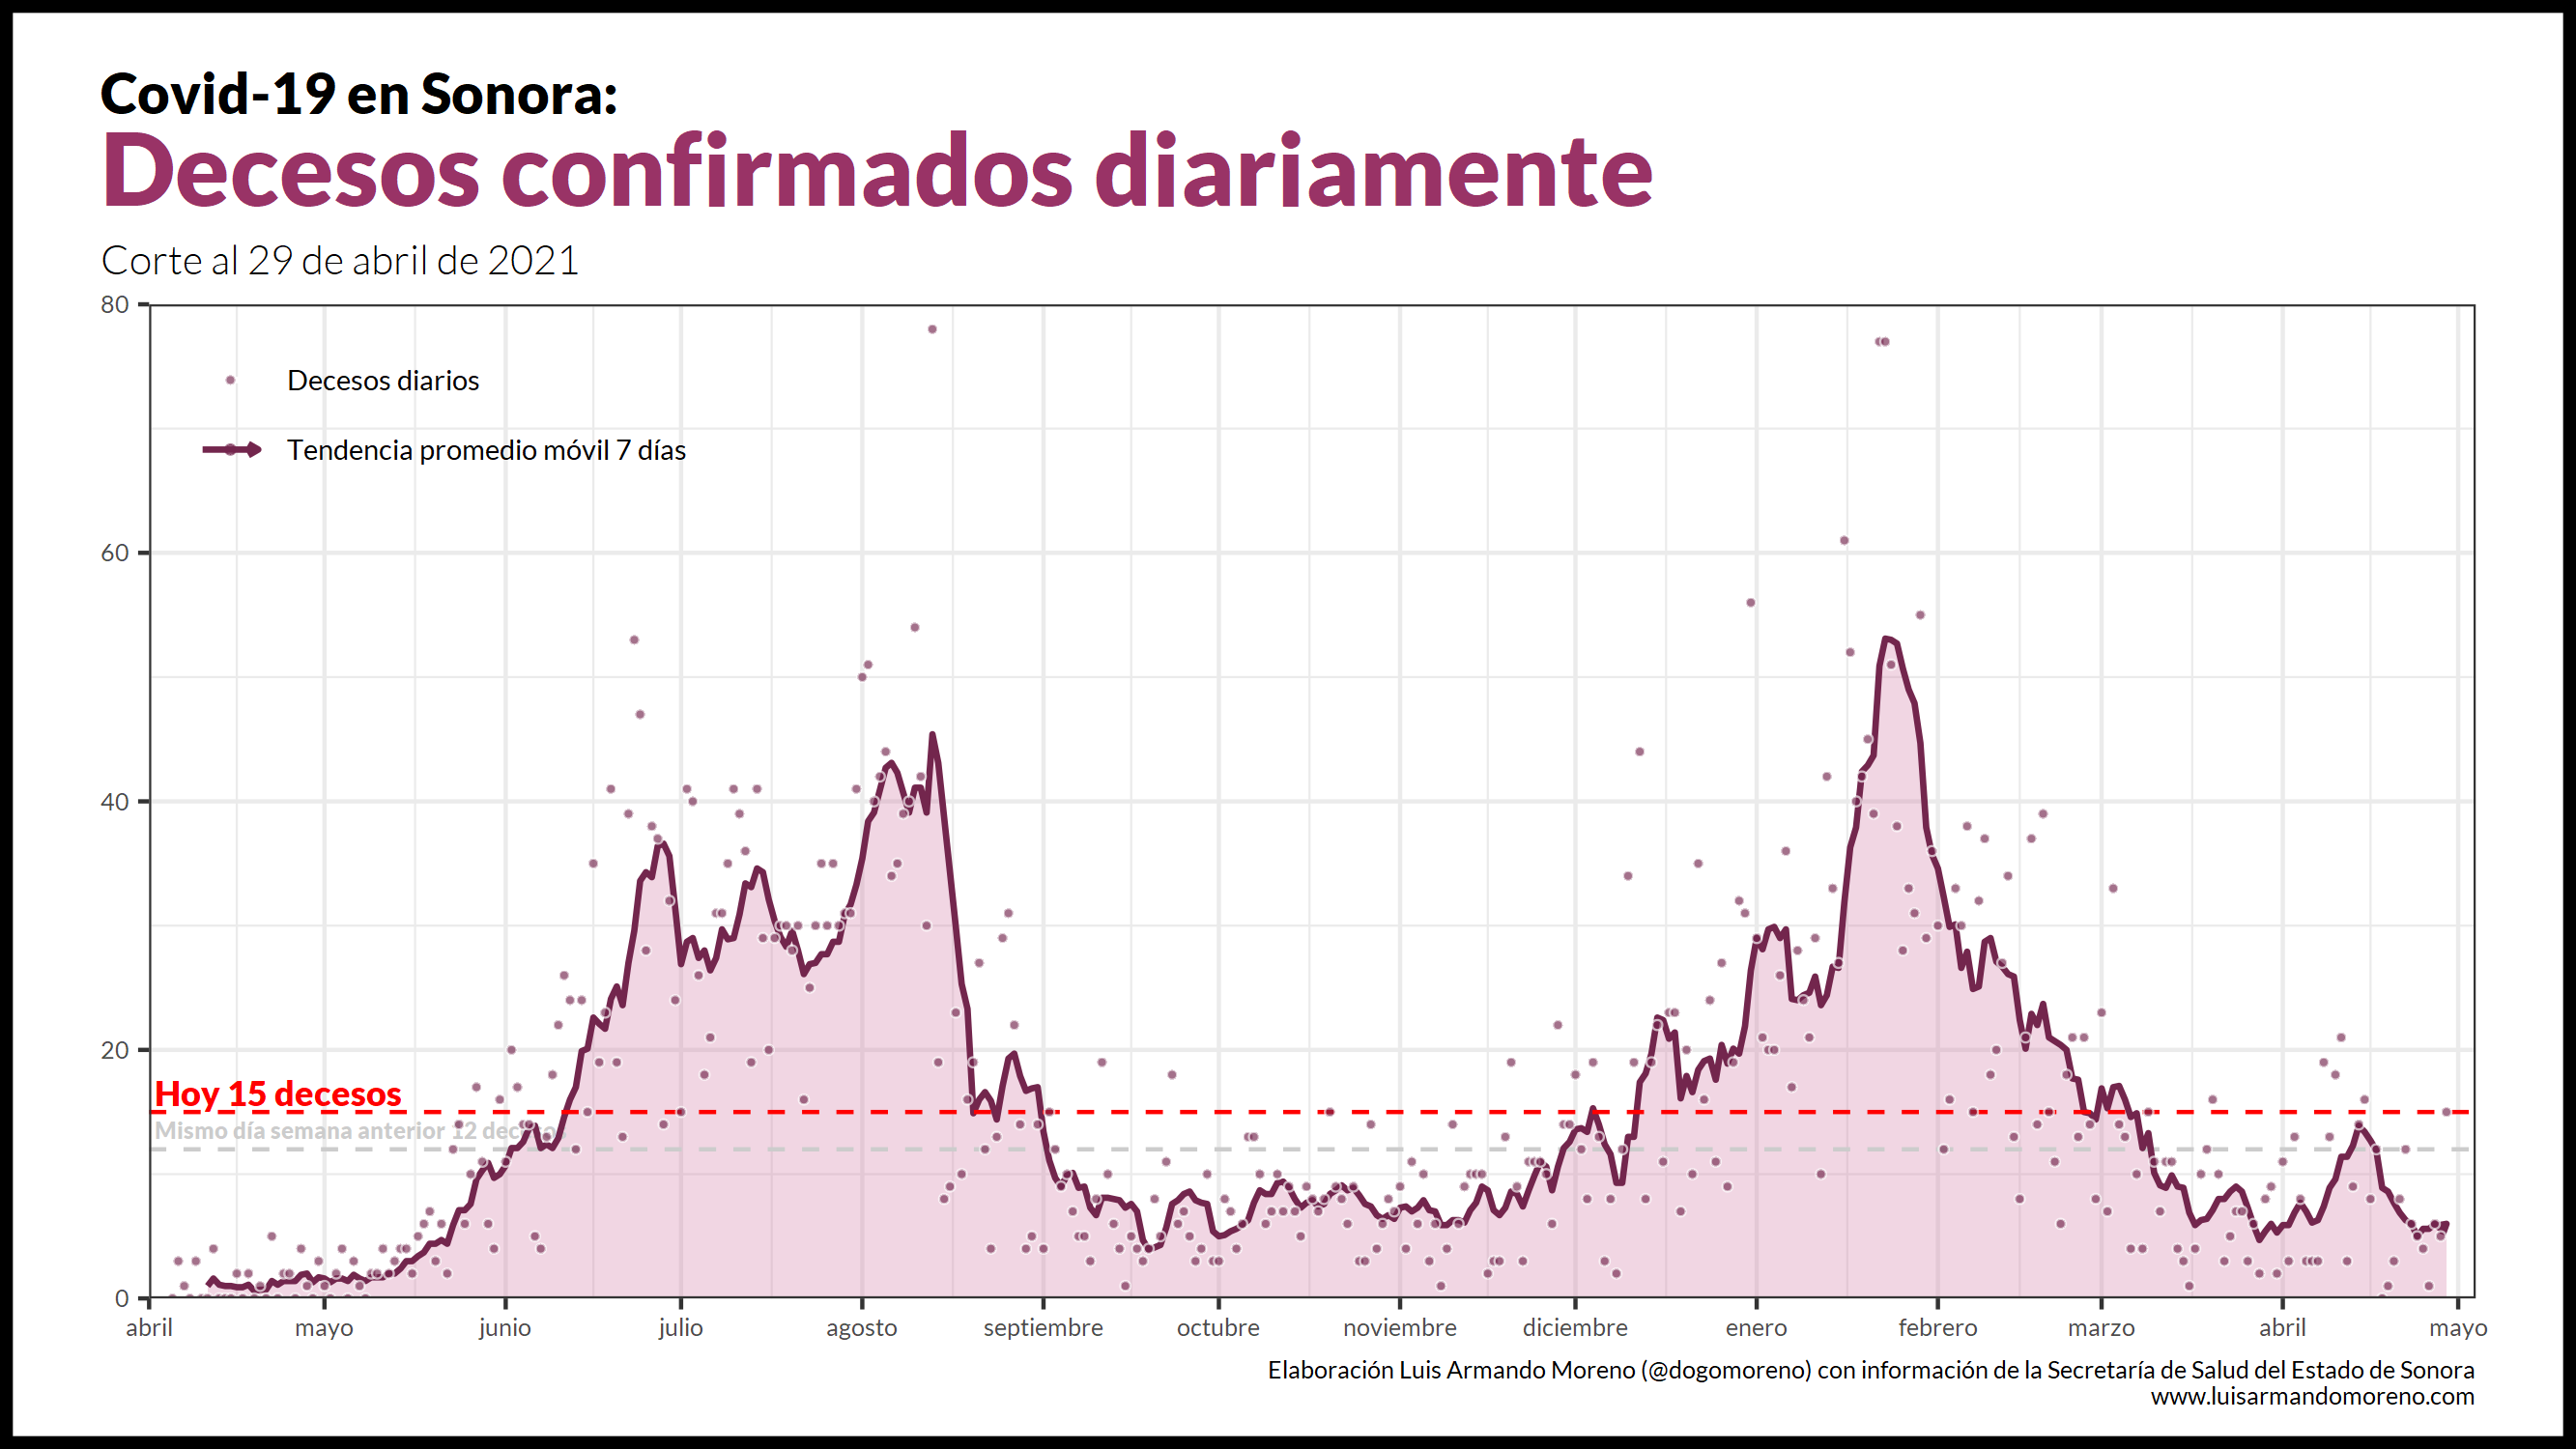 Covid-19 en Sonora:
Decesos confirmados diariamente
Corte al 29 de abril de 2021
80
60
40
20
0
Decesos diarios
Tendencia promedio móvil 7 días
Hoy 15 decesos
Mismo día semana anterior 12 decesos
abril mayo junio julio agosto septiembre octubre noviembre diciembre enero febrero marzo abril mayo
Elaboración Luis Armando Moreno (@dogomoreno) con información de la Secretaría de Salud del Estado de Sonora
www.luisarmandomoreno.com